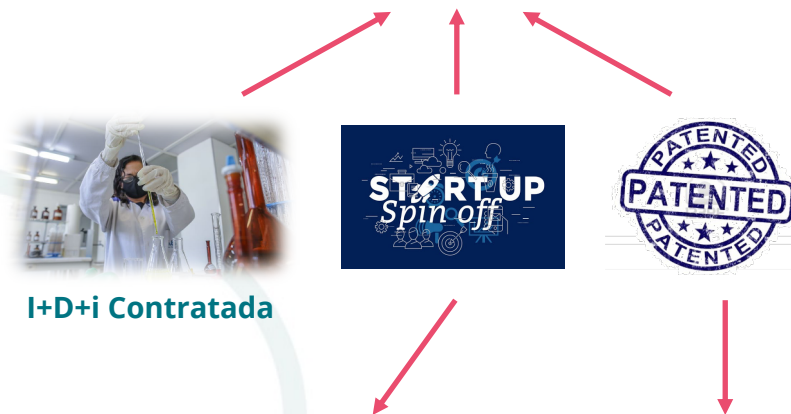 START UP
Spin off
PATENTED
PATENTED
PATENTED
I+D+i Contratada